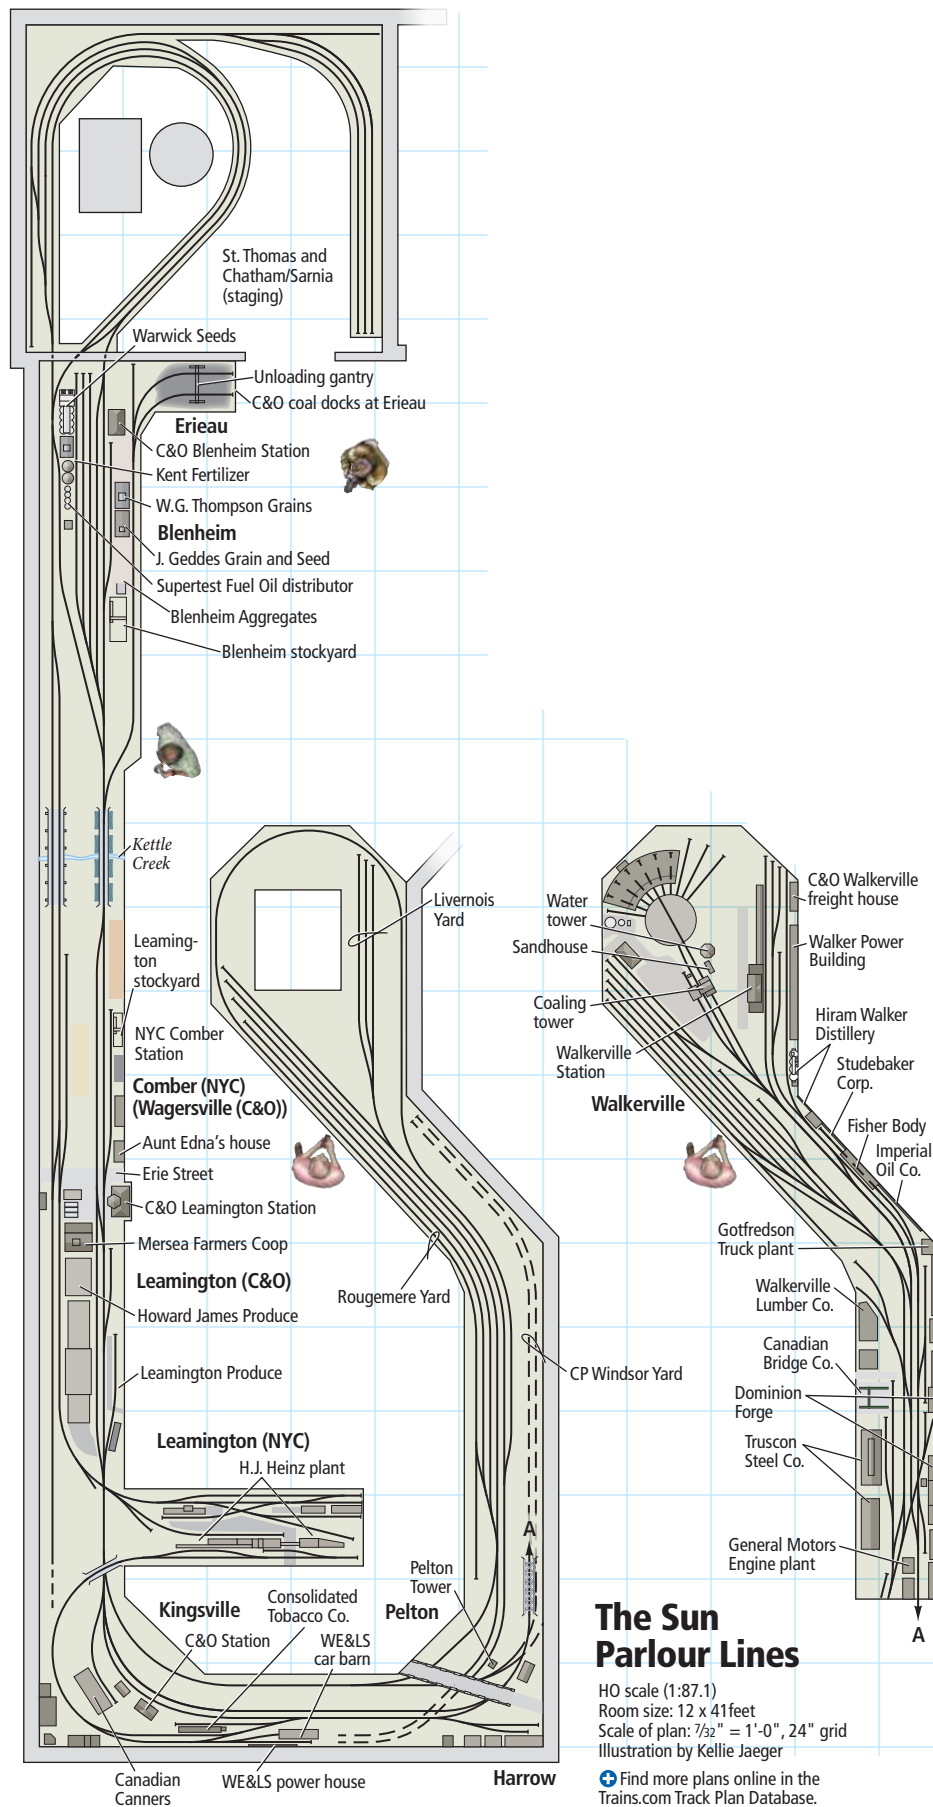 St. Thomas and
Chatham/Sarnia
(staging)
Warwick Seeds
Unloading gantry
C&O coal docks at Erieau
Erieau
C&O Blenheim Station
Kent Fertilizer
W.G. Thompson Grains
Blenheim
J. Geddes Grain and Seed
Supertest Fuel Oil distributor
Blenheim Aggregates
Blenheim stockyard
Kettle
Creek
Leaming-
ton
stockyard
NYC Comber
Station
Comber (NYC)
(Wagersville (C&O))
Aunt Edna's house
Erie Street
C&O Leamington Station
Mersea Farmers Coop
Leamington (C&O)
Howard James Produce
Leamington Produce
Leamington (NYC)
H.J. Heinz plant
Livernois
Yard
Rougemere Yard
CP Windsor Yard
A
Pelton
Tower
Pelton
Kingsville
Consolidated
Tobacco Co.
C&O Station
WE&LS
car barn
Canadian
Canners
WE&LS power house
Harrow
Water
tower
Sandhouse
Coaling
tower
Walkerville
Station
Walkerville
C&O Walkerville
freight house
Walker Power
Building
Hiram Walker
Distillery
Studebaker
Corp.
Fisher Body
Imperial
Oil Co.
Gotfredson
Truck plant
Walkerville
Lumber Co.
Canadian
Bridge Co.
Dominion
Forge
Truscon
Steel Co.
General Motors
Engine plant
A
The Sun
Parlour Lines
HO scale (1:87.1)
Room size: 12 x 41feet
Scale of plan: 7/32" = 1'-0", 24" grid
Illustration by Kellie Jaeger
Find more plans online in the
Trains.com Track Plan Database.